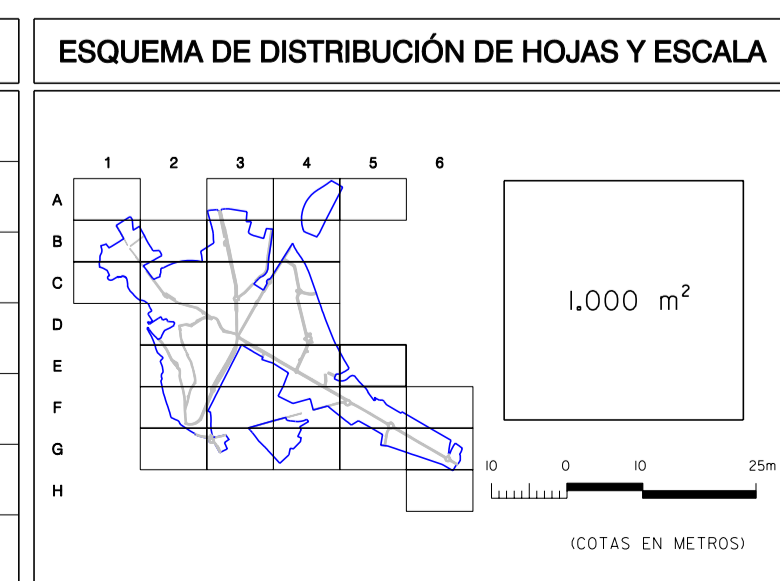 ESQUEMA DE DISTRIBUCIÓN DE HOJAS Y ESCALA
1 2 3 4 5 6
A
B
C
D
E
F
G
H
1.000 m²
10 0 10 25m
(COTAS EN METROS)